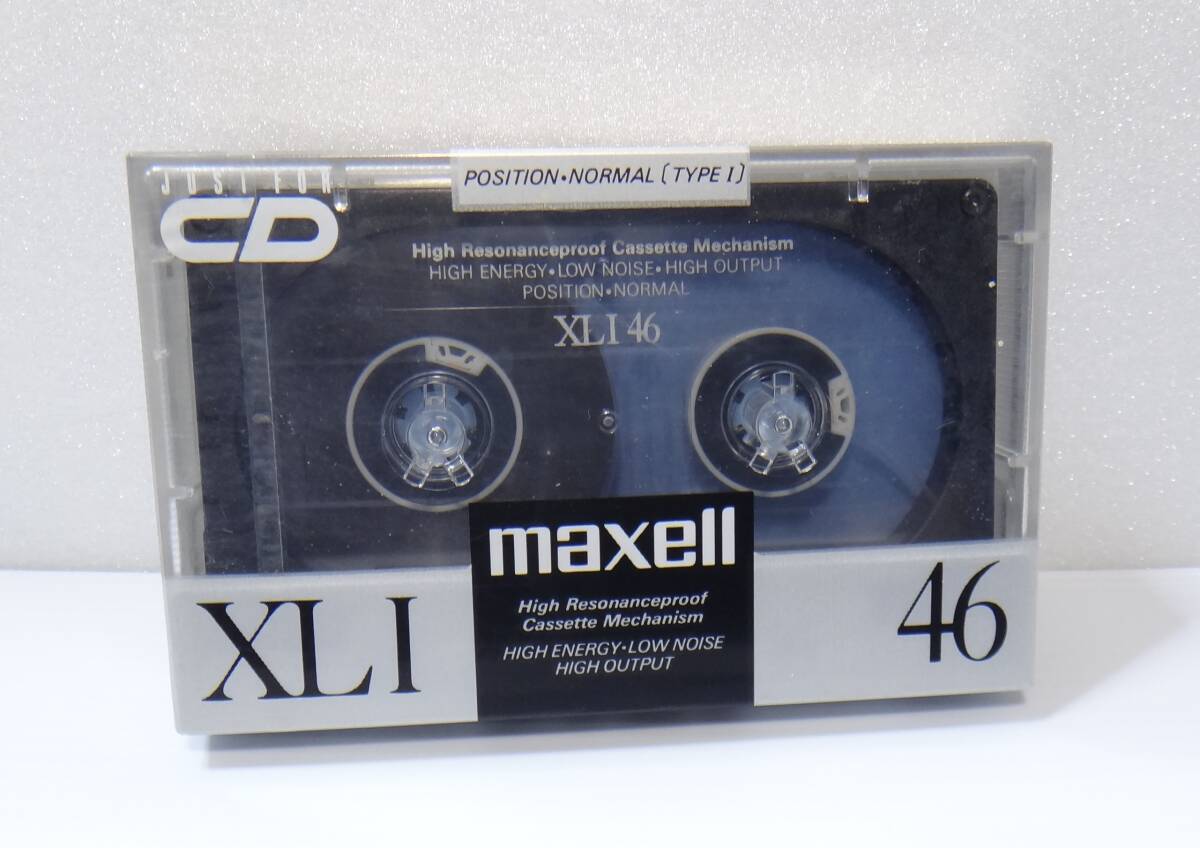 JUST FOR
CD
POSITION•NORMAL [TYPE I]
High Resonanceproof Cassette Mechanism
HIGH ENERGY•LOW NOISE•HIGH OUTPUT
POSITION•NORMAL
XLI 46
maxell
High Resonanceproof
Cassette Mechanism
HIGH ENERGY•LOW NOISE
HIGH OUTPUT
XL I
46